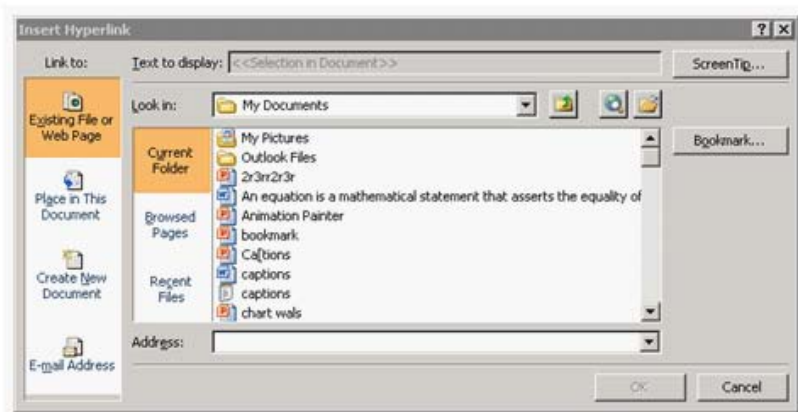 Insert Hyperlink
Link to:
Text to display: <<Selection in Document>>
ScreenTip...
Existing File or
Web Page
Place in This
Document
Create New
Document
E-mail Address
Look in:
My Documents
Current
Folder
Browsed
Pages
Recent
Files
My Pictures
Outlook Files
2r3rr2r3r
An equation is a mathematical statement that asserts the equality of
Animation Painter
bookmark
Ca[tions
captions
captions
chart wals
Bookmark...
Address:
OK
Cancel